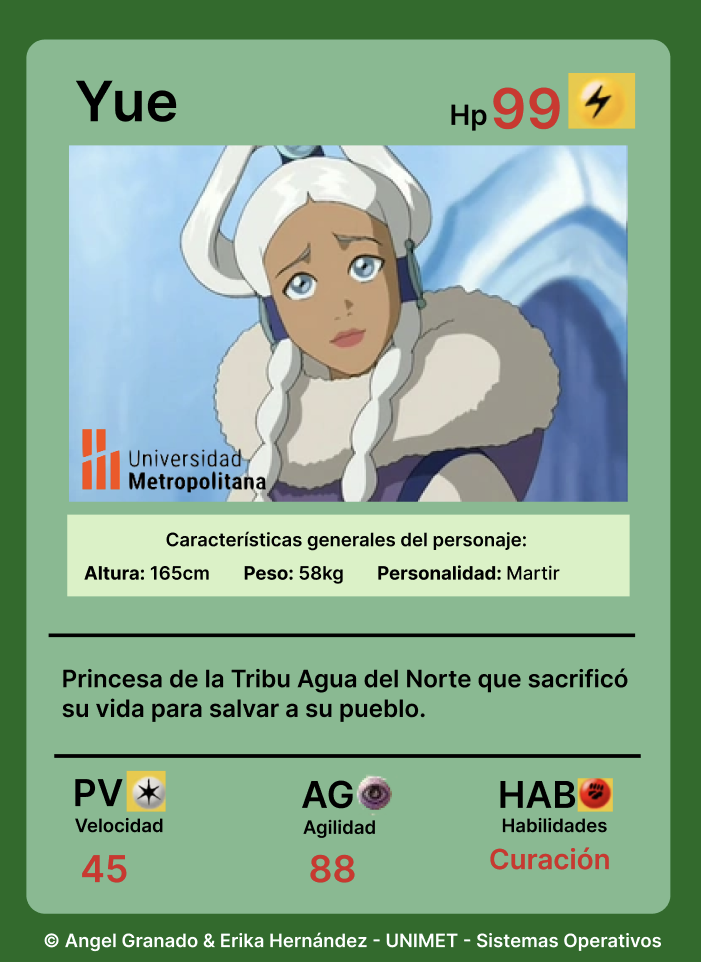 Yue
Hp 99
Universidad
Metropolitana
Características generales del personaje:
Altura: 165cm Peso: 58kg Personalidad: Martir
Princesa de la Tribu Agua del Norte que sacrificó
su vida para salvar a su pueblo.
PV AG HAB
Velocidad Agilidad Habilidades
45 88 Curación
© Angel Granado & Erika Hernández - UNIMET - Sistemas Operativos